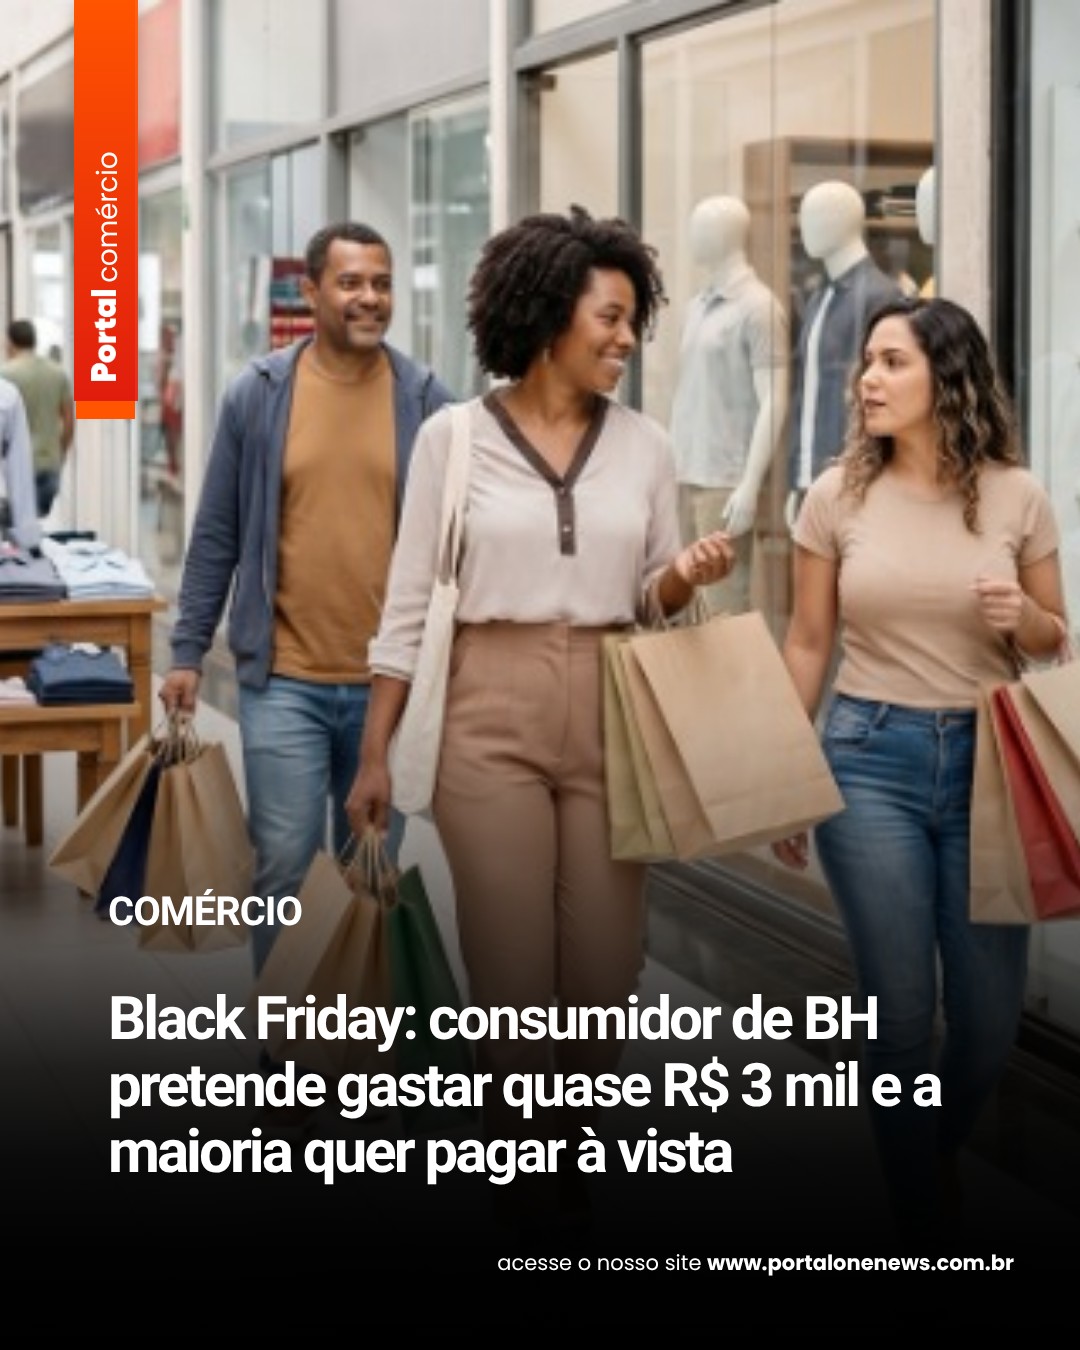 Portal comércio
COMÉRCIO
Black Friday: consumidor de BH
pretende gastar quase R$ 3 mil e a
maioria quer pagar à vista
acesse o nosso site www.portalonenews.com.br